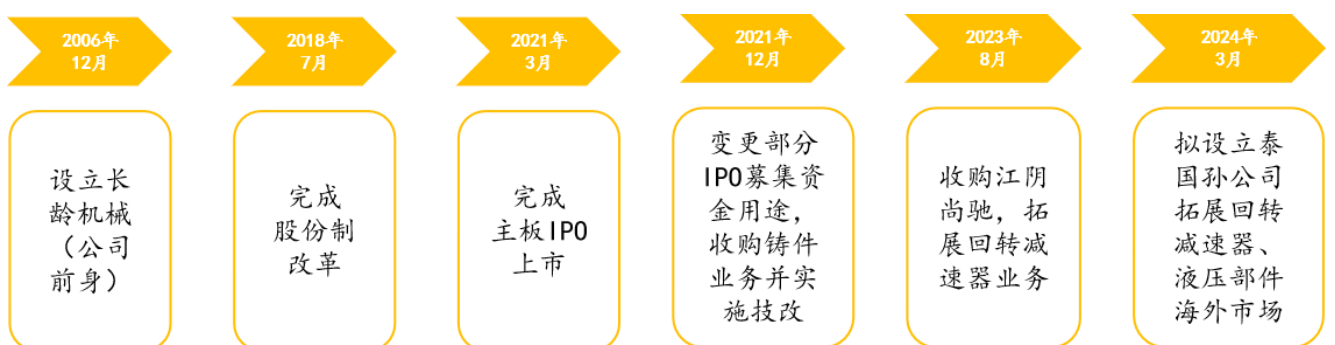 2006年
12月
2018年
7月
2021年
3月
2021年
12月
2023年
8月
2024年
3月
设立长
龄机械
（公司
前身）
完成
股份制
改革
完成
主板IPO
上市
变更部分
IPO募集资
金用途，
收购铸件
业务并实
施技改
收购江阴
尚驰，拓
展回转减
速器业务
拟设立泰
国孙公司
拓展回转
减速器、
液压部件
海外市场